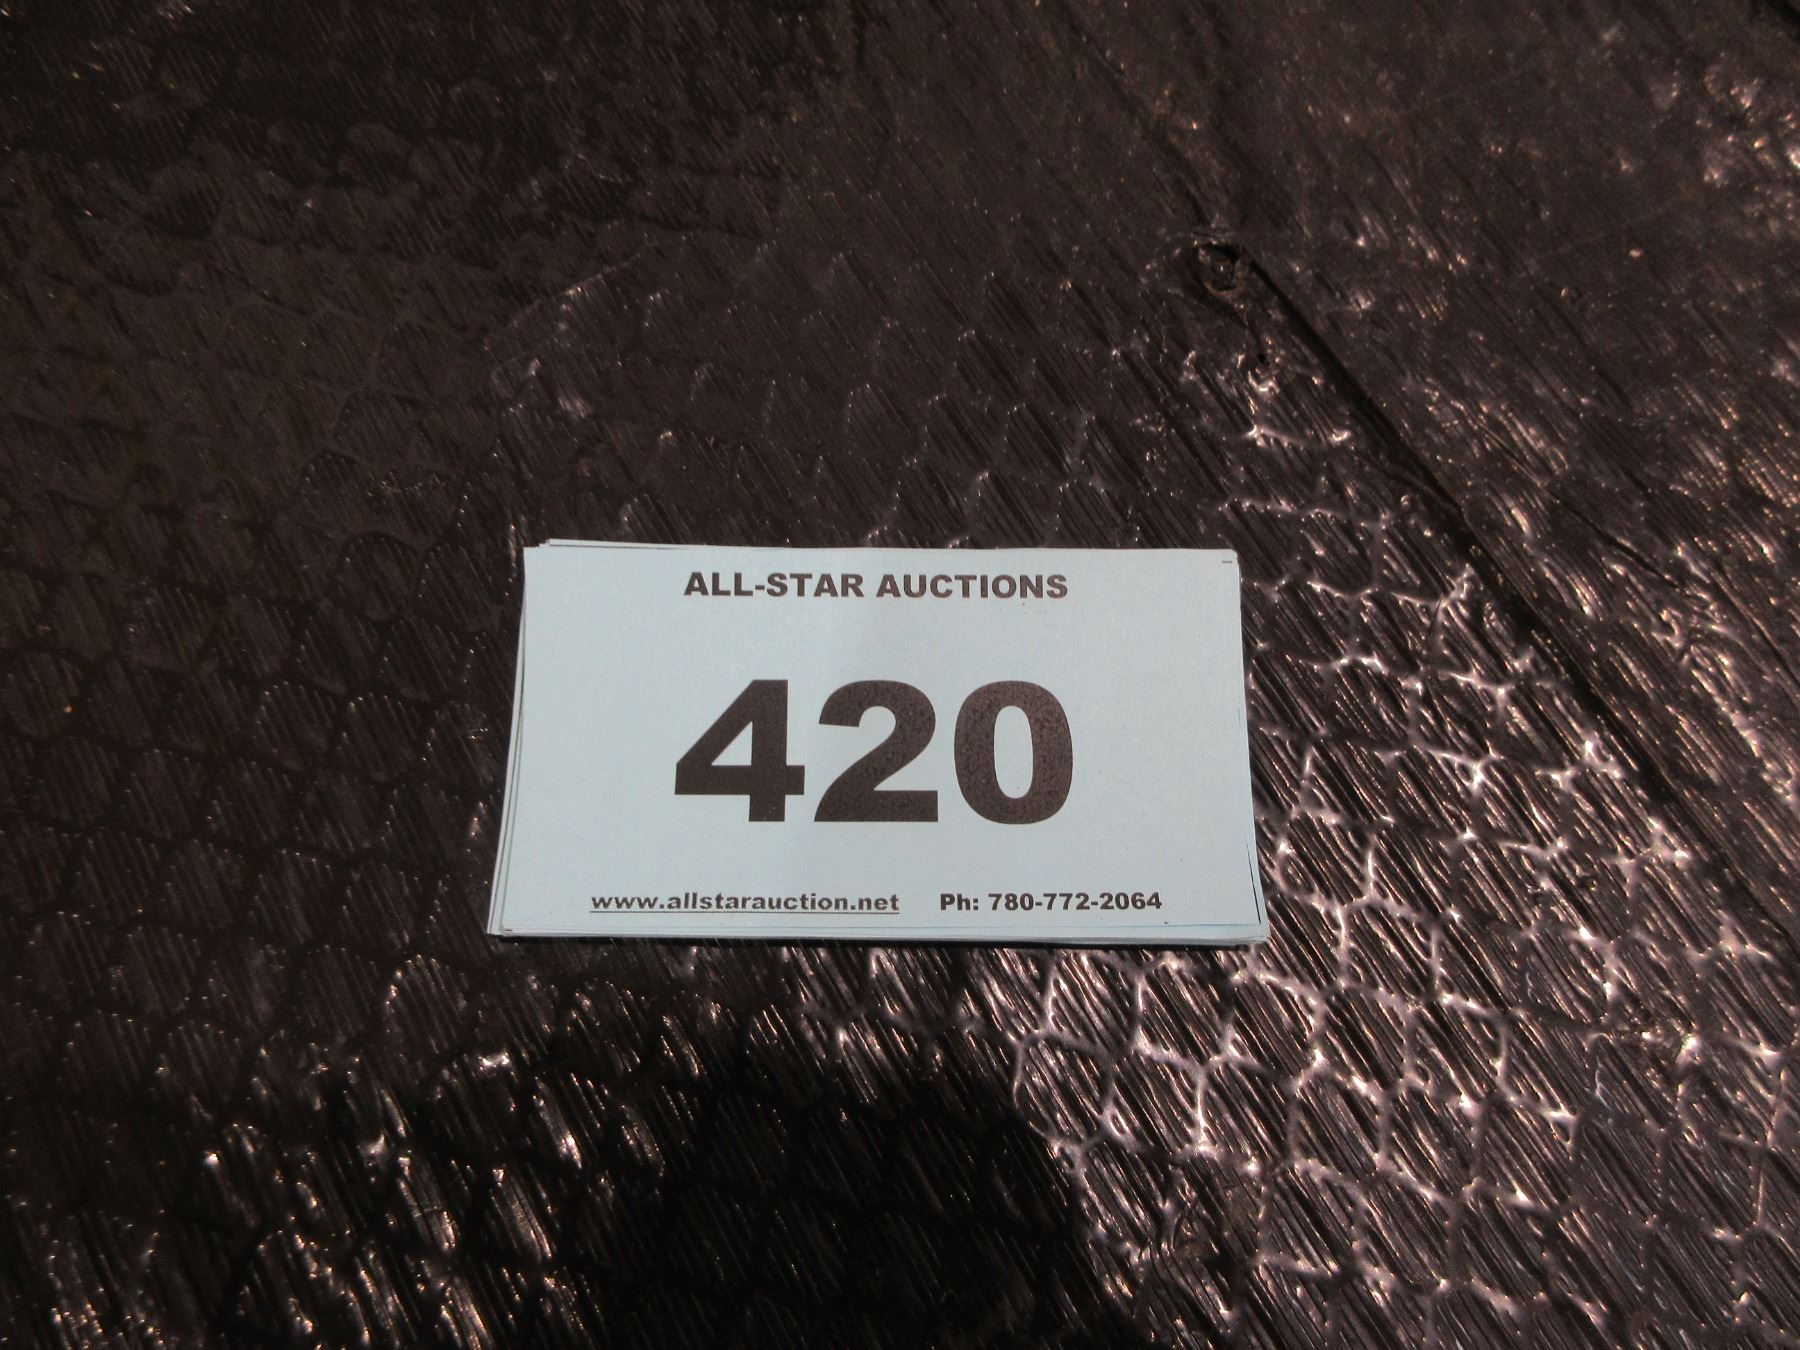 ALL-STAR AUCTIONS
420
www.allstarauction.net Ph: 780-772-2064